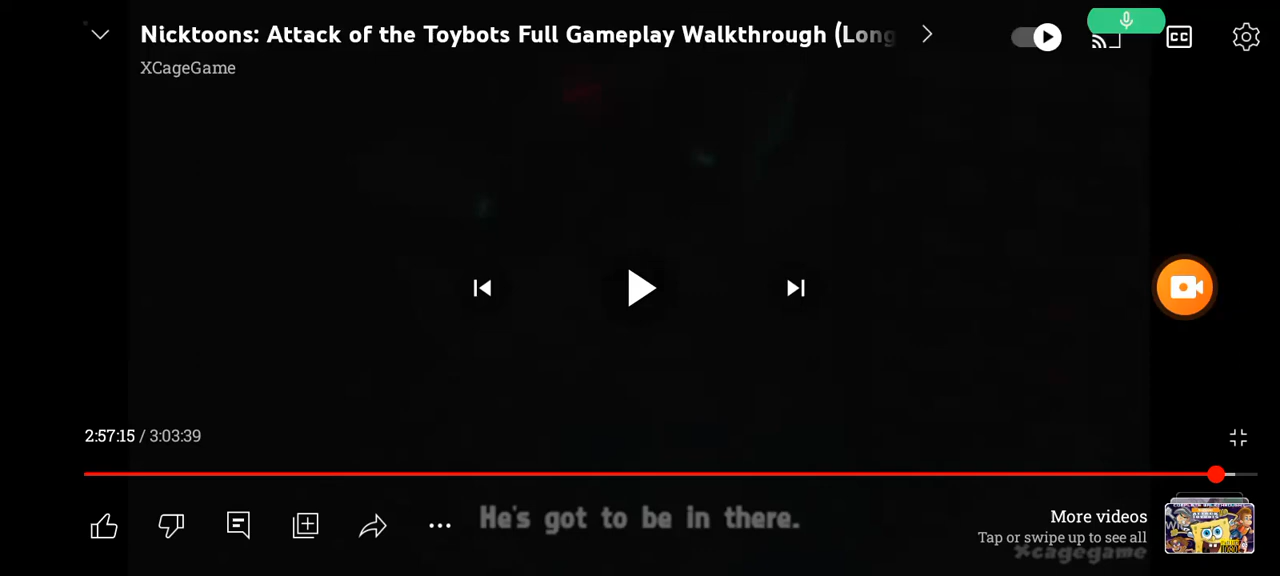 Nicktoons: Attack of the Toybots Full Gameplay Walkthrough (Long
XCageGame
CC
2:57:15 / 3:03:39
He's got to be in there.
More videos
Tap or swipe up to see all
Xcagegame